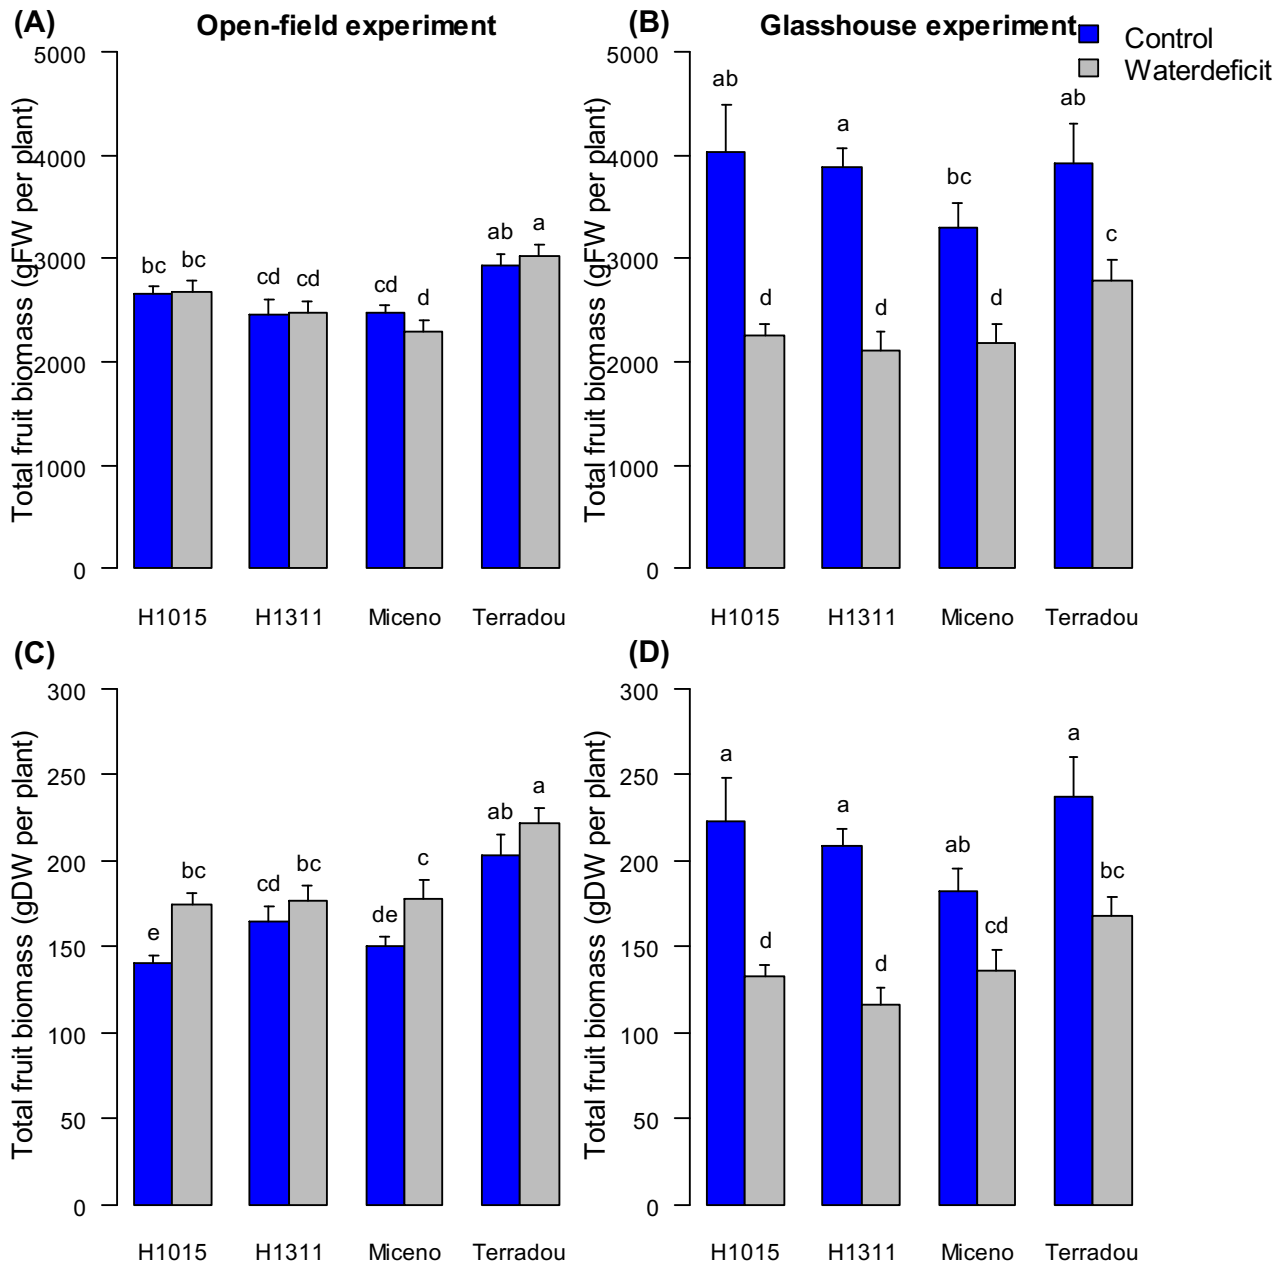 (A) Open-field experiment
Total fruit biomass (gFW per plant)
5000
4000
3000
2000
1000
0
bc bc cd cd cd d ab a
H1015 H1311 Miceno Terradou
(B) Glasshouse experiment
Control
Waterdeficit
Total fruit biomass (gFW per plant)
5000
4000
3000
2000
1000
0
ab d a d bc d ab c
H1015 H1311 Miceno Terradou
(C)
Total fruit biomass (gDW per plant)
300
250
200
150
100
50
0
e bc cd bc de c ab a
H1015 H1311 Miceno Terradou
(D)
Total fruit biomass (gDW per plant)
300
250
200
150
100
50
0
a d a d ab cd a bc
H1015 H1311 Miceno Terradou